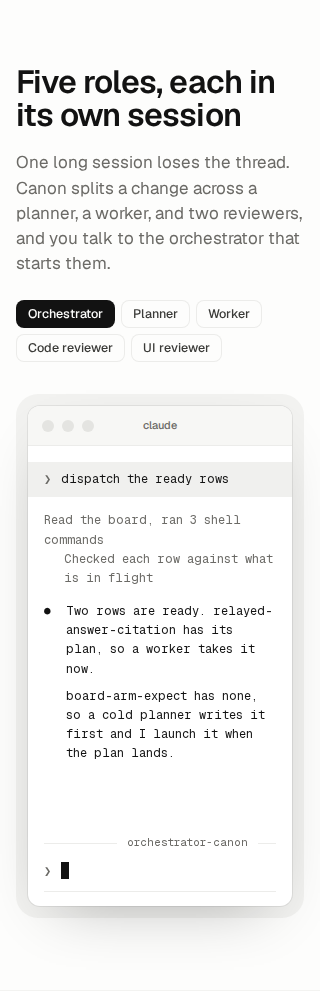 Five roles, each in
its own session
One long session loses the thread.
Canon splits a change across a
planner, a worker, and two reviewers,
and you talk to the orchestrator that
starts them.
Orchestrator Planner Worker
Code reviewer UI reviewer
claude
❯ dispatch the ready rows
Read the board, ran 3 shell
commands
Checked each row against what
is in flight
● Two rows are ready. relayed-
answer-citation has its
plan, so a worker takes it
now.
board-arm-expect has none,
so a cold planner writes it
first and I launch it when
the plan lands.
orchestrator-canon
❯